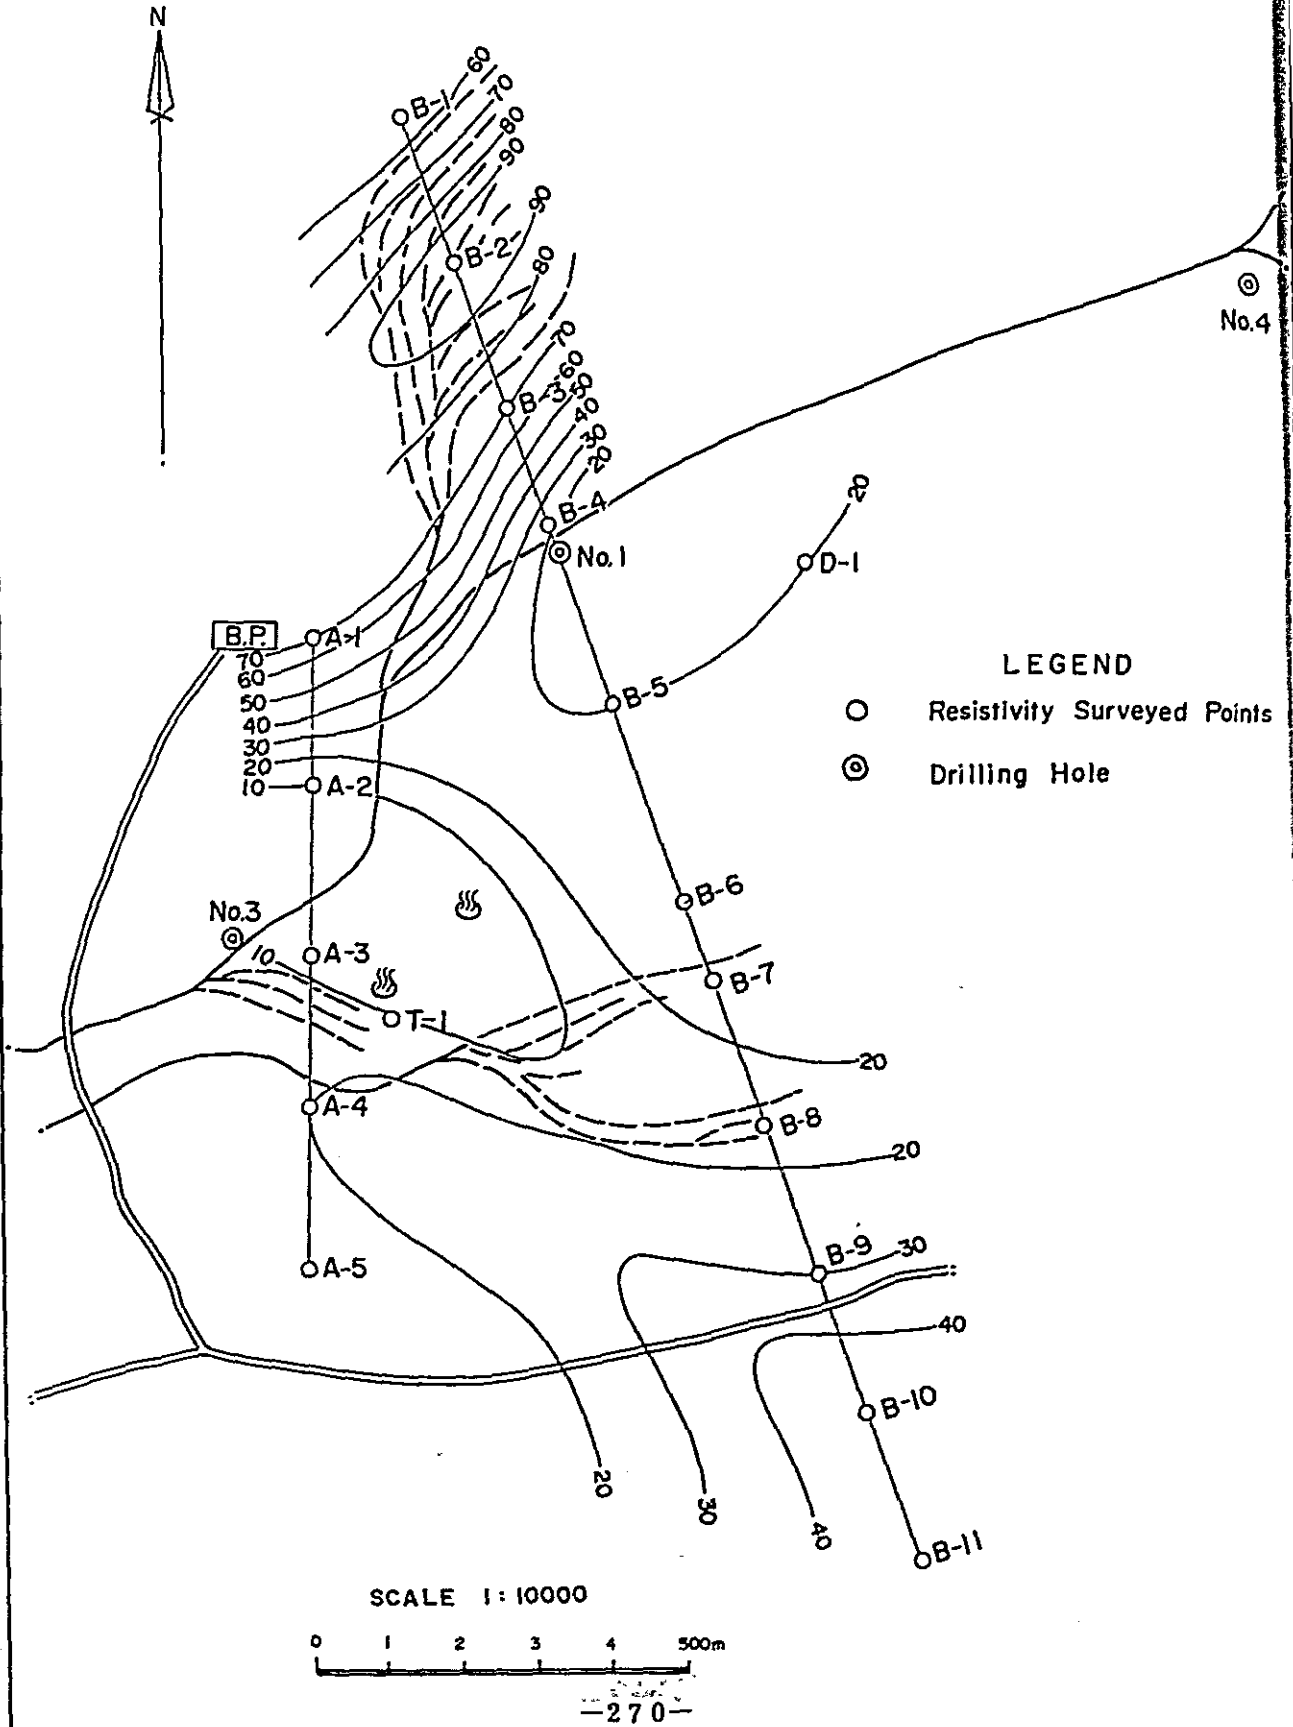 N
60
B-1
70
80
90
90
B-2
80
No.4
70
60
B-3
50
40
30
20
B-4
20
No.1
D-1
B.P.
A-1
70
60
50
40
30
20
10
A-2
B-5
LEGEND
Resistivity Surveyed Points
Drilling Hole
B-6
No.3
10
A-3
B-7
T-1
20
A-4
B-8
20
B-9
30
A-5
40
B-10
20
30
40
B-11
SCALE 1:10000
0 1 2 3 4 500m
-270-